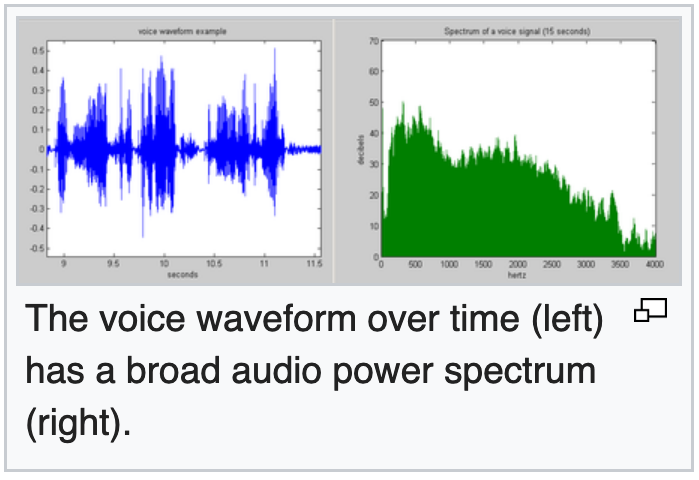 voice waveform example
0.5
0.4
0.3
0.2
0.1
0
-0.1
-0.2
-0.3
-0.4
-0.5
9 9.5 10 10.5 11 11.5
seconds
Spectrum of a voice signal (15 seconds)
decibels
70
60
50
40
30
20
10
0
0 500 1000 1500 2000 2500 3000 3500 4000
hertz
The voice waveform over time (left)
has a broad audio power spectrum
(right).